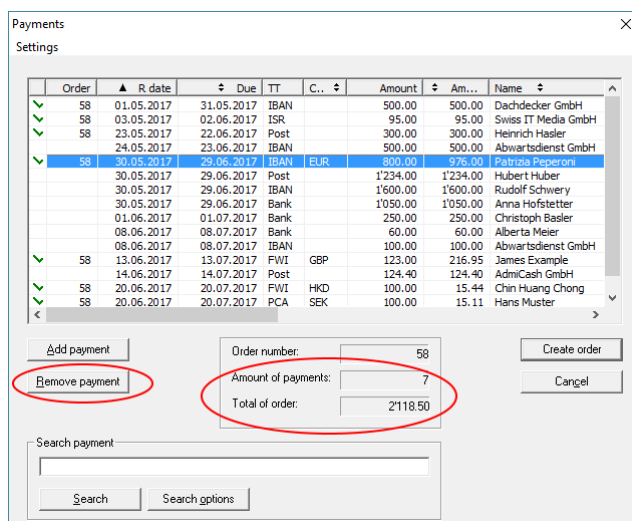 Payments
Settings
Order R date Due TT C.. Amount Am... Name
58 01.05.2017 31.05.2017 IBAN 500.00 500.00 Dachdecker GmbH
58 03.05.2017 02.06.2017 ISR 95.00 95.00 Swiss IT Media GmbH
58 23.05.2017 22.06.2017 Post 300.00 300.00 Heinrich Hasler
24.05.2017 23.06.2017 IBAN 500.00 500.00 Abwartsdienst GmbH
58 30.05.2017 29.06.2017 IBAN EUR 800.00 976.00 Patrizia Peperoni
30.05.2017 29.06.2017 Post 1'234.00 1'234.00 Hubert Huber
30.05.2017 29.06.2017 IBAN 1'600.00 1'600.00 Rudolf Schwery
30.05.2017 29.06.2017 Bank 1'050.00 1'050.00 Anna Hofstetter
01.06.2017 01.07.2017 Bank 250.00 250.00 Christoph Basler
08.06.2017 08.07.2017 Bank 60.00 60.00 Alberta Meier
08.06.2017 08.07.2017 IBAN 100.00 100.00 Abwartsdienst GmbH
58 13.06.2017 13.07.2017 FWI GBP 123.00 216.95 James Example
14.06.2017 14.07.2017 Post 124.40 124.40 AdmiCash GmbH
58 20.06.2017 20.07.2017 FWI HKD 100.00 15.44 Chin Huang Chong
58 20.06.2017 20.07.2017 PCA SEK 100.00 15.11 Hans Muster
Add payment
Order number: 58
Create order
Remove payment
Amount of payments: 7
Cancel
Total of order: 2'118.50
Search payment
Search
Search options